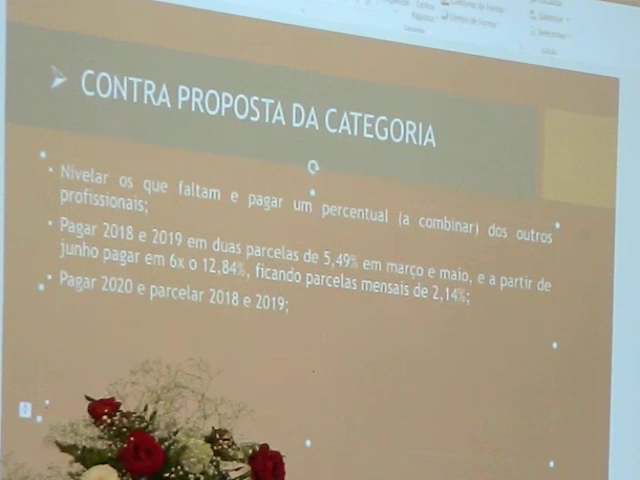 CONTRA PROPOSTA DA CATEGORIA
• Nivelar os que faltam e pagar um percentual (a combinar) dos outros
profissionais;
• Pagar 2018 e 2019 em duas parcelas de 5,49% em março e maio, e a partir de
junho pagar em 6x o 12,84%, ficando parcelas mensais de 2,14%;
• Pagar 2020 e parcelar 2018 e 2019;